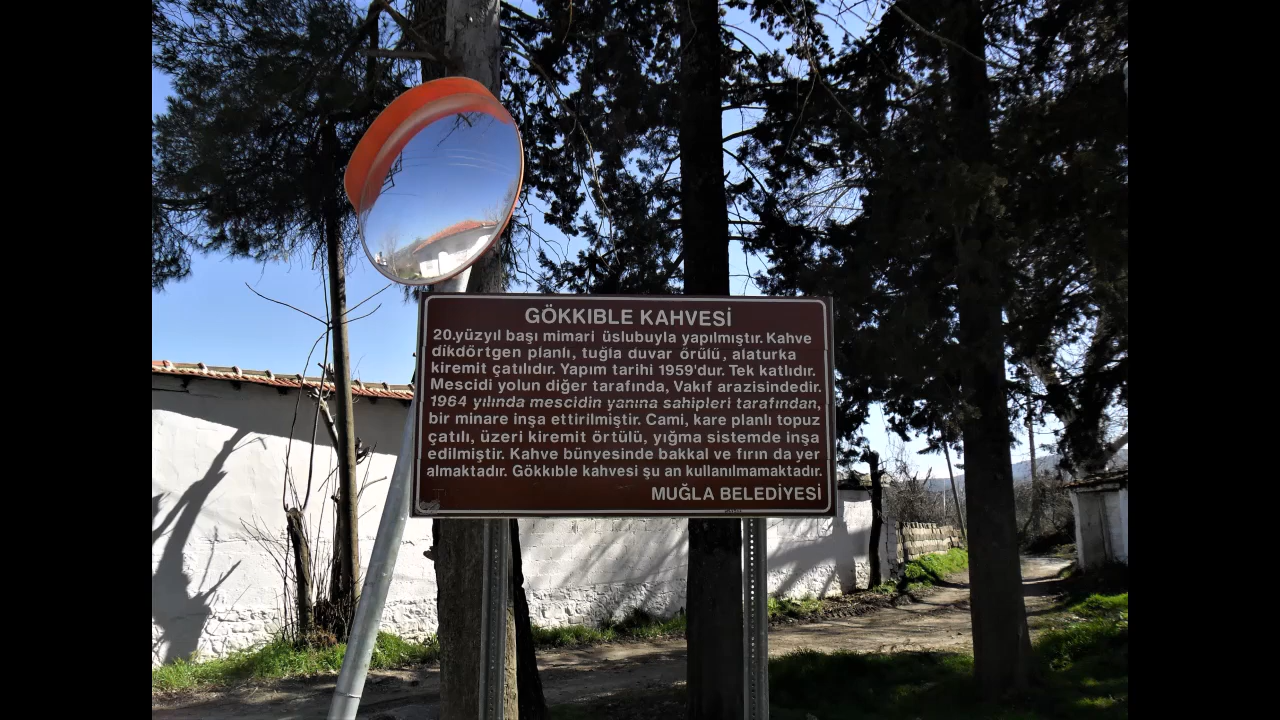 GÖKKIBLE KAHVESİ
20.yüzyıl başı mimari üslubuyla yapılmıştır. Kahve
dikdörtgen planlı, tuğla duvar örülü, alaturka
kiremit çatılıdır. Yapım tarihi 1959'dur. Tek katlıdır.
Mescidi yolun diğer tarafında, Vakıf arazisindedir.
1964 yılında mescidin yanına sahipleri tarafından,
bir minare inşa ettirilmiştir. Cami, kare planlı topuz
çatılı, üzeri kiremit örtülü, yığma sistemde inşa
edilmiştir. Kahve bünyesinde bakkal ve fırın da yer
almaktadır. Gökkıble kahvesi şu an kullanılmamaktadır.
MUĞLA BELEDİYESİ